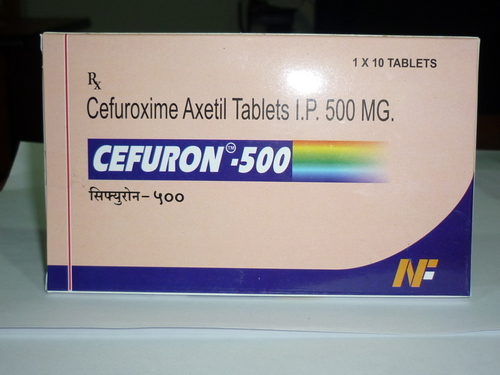 1 X 10 TABLETS
Rx
Cefuroxime Axetil Tablets I.P. 500 MG.
CEFURON™-500
सिफ्युरोन-५००
NF